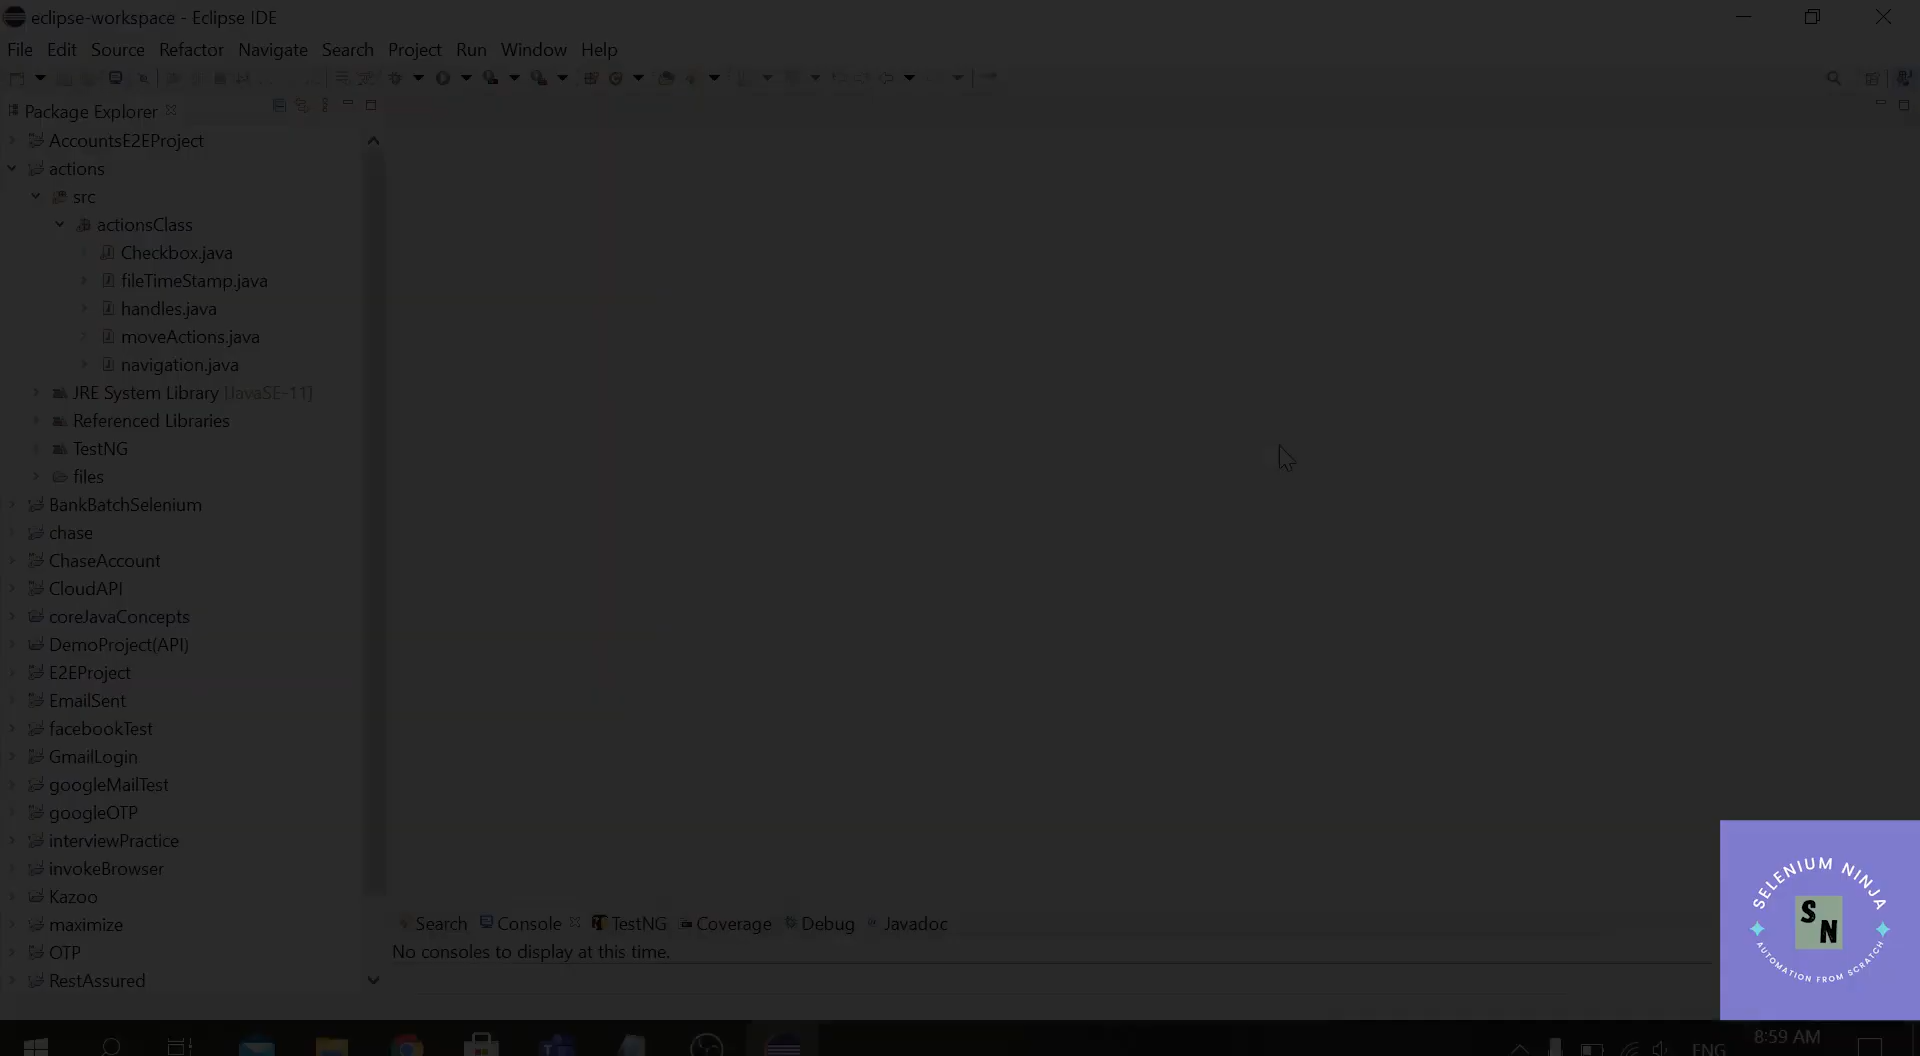 eclipse-workspace - Eclipse IDE
File Edit Source Refactor Navigate Search Project Run Window Help
Package Explorer
AccountsE2EProject
actions
src
actionsClass
Checkbox.java
fileTimeStamp.java
handles.java
moveActions.java
navigation.java
JRE System Library [JavaSE-11]
Referenced Libraries
TestNG
files
BankBatchSelenium
chase
ChaseAccount
CloudAPI
coreJavaConcepts
DemoProject(API)
E2EProject
EmailSent
facebookTest
GmailLogin
googleMailTest
googleOTP
interviewPractice
invokeBrowser
Kazoo
maximize
OTP
RestAssured
Search Console TestNG Coverage Debug Javadoc
No consoles to display at this time.
SELENIUM NINJA
S
N
AUTOMATION FROM SCRATCH
ENG
8:59 AM